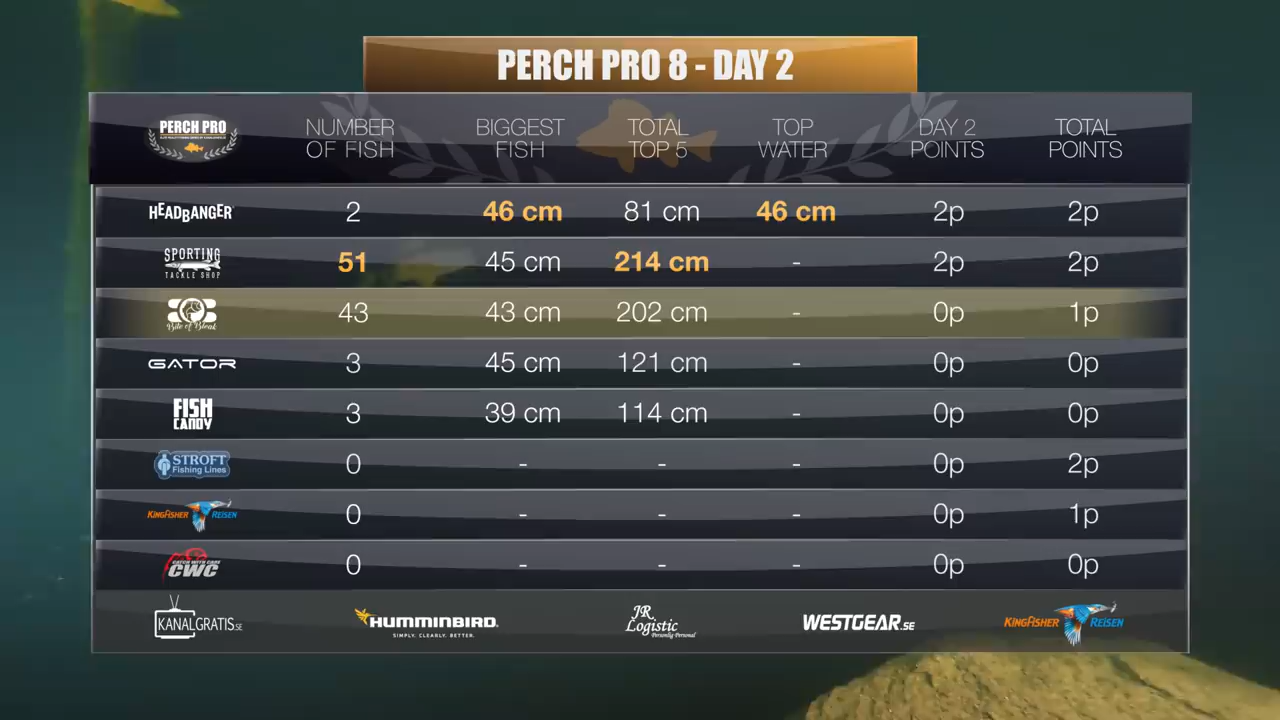 PERCH PRO 8 - DAY 2
PERCH PRO
NUMBER OF FISH
BIGGEST FISH
TOTAL TOP 5
TOP WATER
DAY 2 POINTS
TOTAL POINTS
HEADBANGER 2 46 cm 81 cm 46 cm 2p 2p
SPORTING TACKLE SHOP 51 45 cm 214 cm - 2p 2p
Bite of Bleak 43 43 cm 202 cm - 0p 1p
GATOR 3 45 cm 121 cm - 0p 0p
FISH CANDY 3 39 cm 114 cm - 0p 0p
STROFT Fishing Lines 0 - - - 0p 2p
KINGFISHER REISEN 0 - - - 0p 1p
CATCH WITH CARE CWC 0 - - - 0p 0p
KANALGRATIS.SE
HUMMINBIRD
SIMPLY. CLEARLY. BETTER.
JR Logistic
Personlig Personal
WESTGEAR.SE
KINGFISHER REISEN